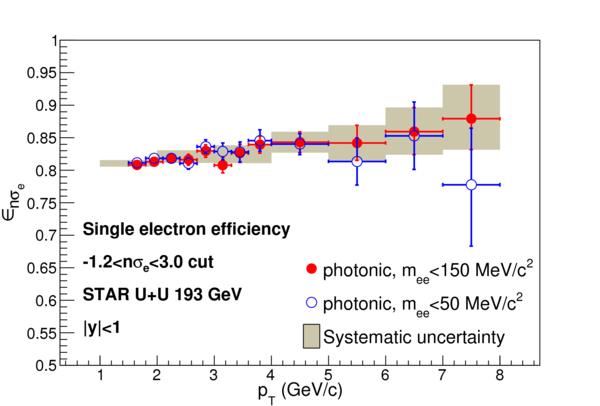 1
0.95
0.9
0.85
0.8
0.75
0.7
0.65
0.6
0.55
0.5
ϵnσe
Single electron efficiency
-1.2<nσe<3.0 cut
STAR U+U 193 GeV
|y|<1
photonic, mee<150 MeV/c²
photonic, mee<50 MeV/c²
Systematic uncertainty
1 2 3 4 5 6 7 8
pT (GeV/c)